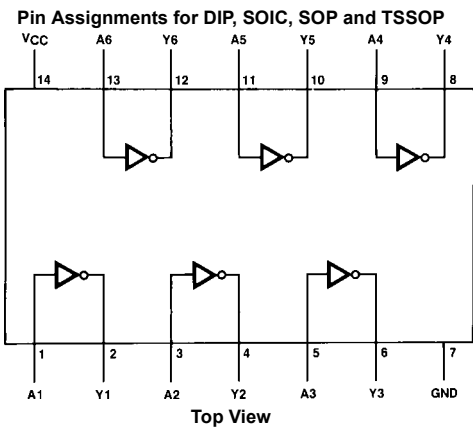 Pin Assignments for DIP, SOIC, SOP and TSSOP
VCC A6 Y6 A5 Y5 A4 Y4
14 13 12 11 10 9 8
1 2 3 4 5 6 7
A1 Y1 A2 Y2 A3 Y3 GND
Top View